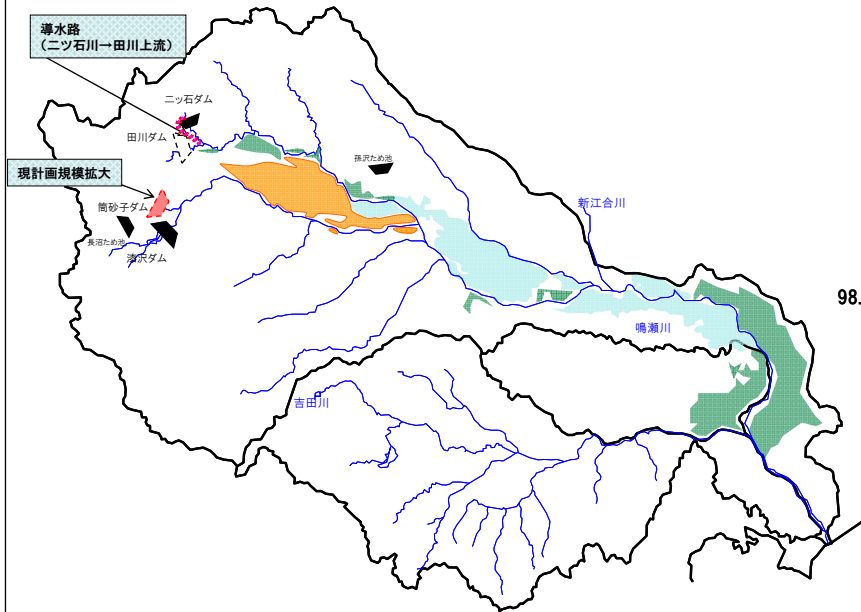 導水路
(二ツ石川→田川上流)
二ッ石ダム
田川ダム
孫沢ため池
現計画規模拡大
筒砂子ダム
新江合川
長沼ため池
漆沢ダム
98.
鳴瀬川
吉田川